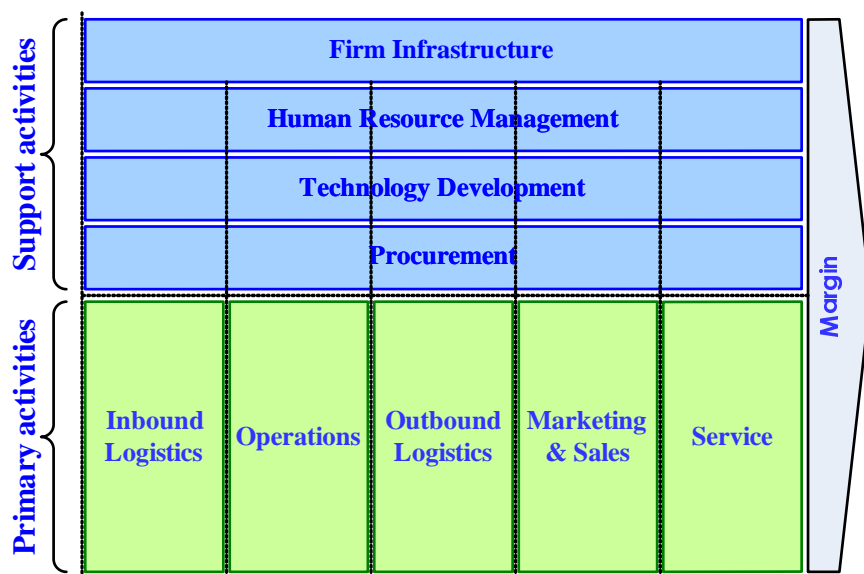 Support activities
Firm Infrastructure
Human Resource Management
Technology Development
Procurement
Primary activities
Inbound
Logistics
Operations
Outbound
Logistics
Marketing
& Sales
Service
Margin